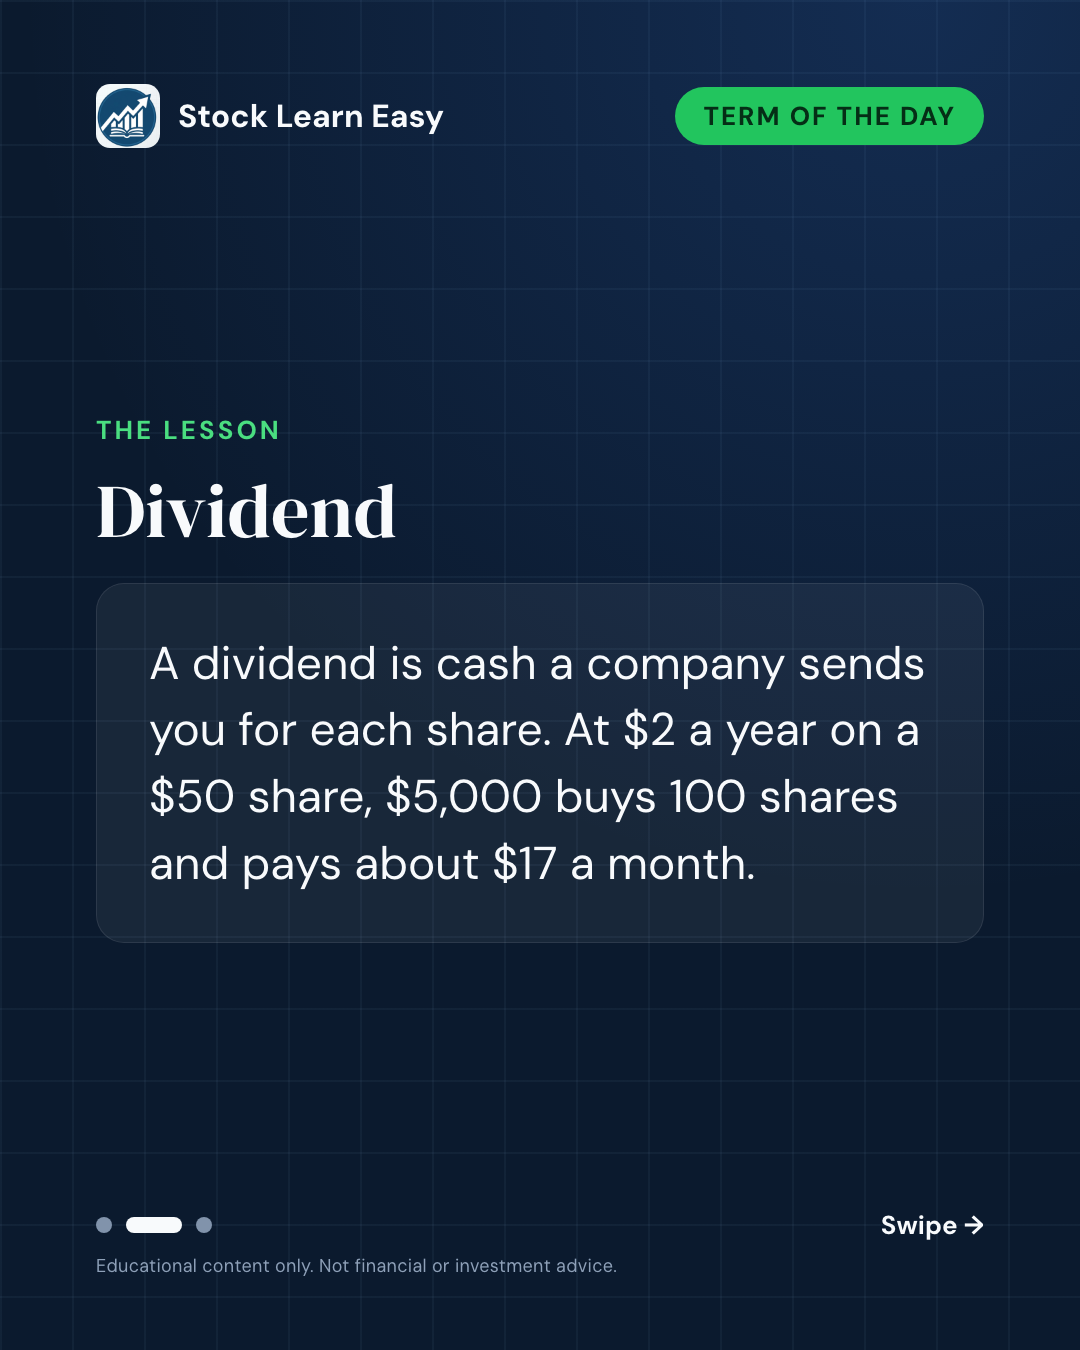 Stock Learn Easy
TERM OF THE DAY
THE LESSON
Dividend
A dividend is cash a company sends
you for each share. At $2 a year on a
$50 share, $5,000 buys 100 shares
and pays about $17 a month.
Swipe →
Educational content only. Not financial or investment advice.